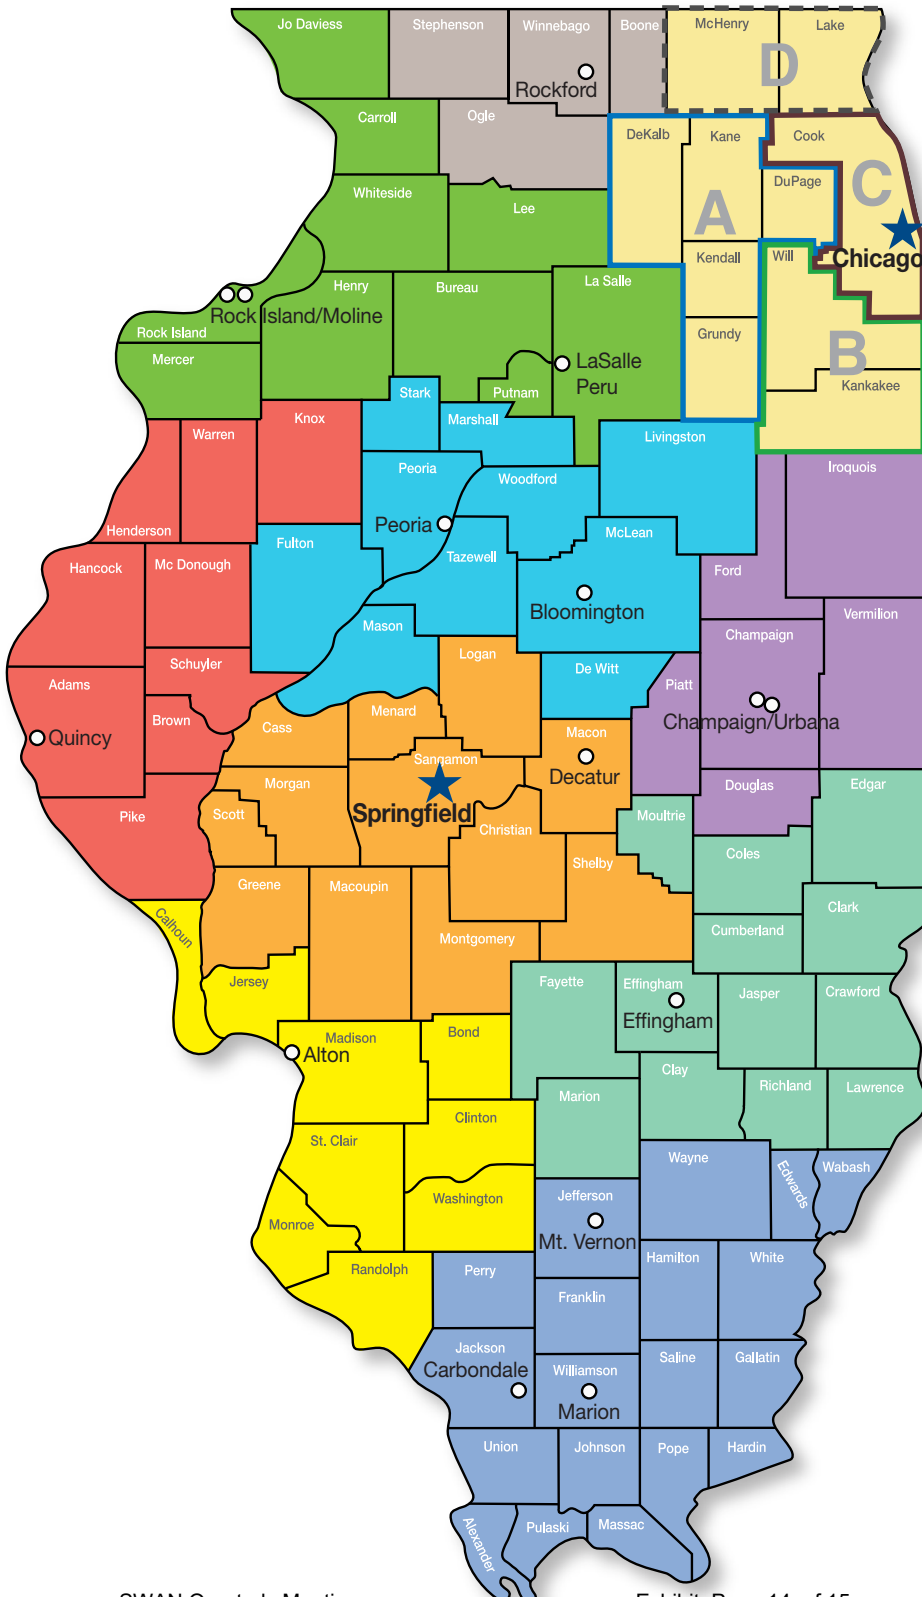 Jo Daviess
Stephenson
Winnebago
Boone
McHenry
Lake
D
Rockford
Carroll
Ogle
DeKalb
Kane
Cook
Whiteside
Lee
DuPage
A
C
Kendall
Will
Chicago
Henry
Bureau
La Salle
Rock Island/Moline
Rock Island
Grundy
Mercer
LaSalle
Peru
B
Kankakee
Stark
Putnam
Knox
Marshall
Warren
Livingston
Peoria
Woodford
Iroquois
Henderson
Peoria
McLean
Fulton
Tazewell
Hancock
Mc Donough
Ford
Bloomington
Vermilion
Mason
Champaign
Logan
Schuyler
De Witt
Adams
Piatt
Menard
Brown
Cass
Champaign/Urbana
Quincy
Macon
Sangamon
Decatur
Morgan
Douglas
Edgar
Springfield
Scott
Pike
Moultrie
Christian
Coles
Shelby
Greene
Macoupin
Clark
Calhoun
Cumberland
Montgomery
Jersey
Fayette
Effingham
Jasper
Crawford
Effingham
Madison
Bond
Alton
Clay
Richland
Lawrence
Marion
Clinton
St. Clair
Wayne
Edwards
Wabash
Washington
Jefferson
Monroe
Mt. Vernon
Hamilton
White
Randolph
Perry
Franklin
Jackson
Saline
Gallatin
Carbondale
Williamson
Marion
Union
Johnson
Pope
Hardin
Alexander
Pulaski
Massac